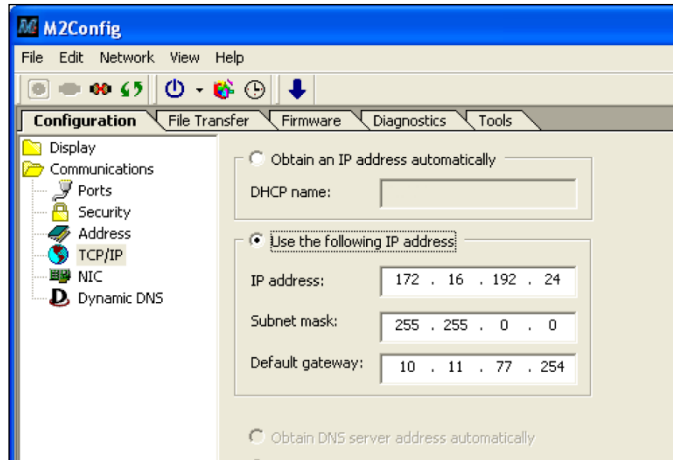 M2 M2Config
File Edit Network View Help
Configuration File Transfer Firmware Diagnostics Tools
Display
Communications
Ports
Security
Address
TCP/IP
NIC
D Dynamic DNS
Obtain an IP address automatically
DHCP name:
Use the following IP address
IP address: 172 . 16 . 192 . 24
Subnet mask: 255 . 255 . 0 . 0
Default gateway: 10 . 11 . 77 . 254
Obtain DNS server address automatically